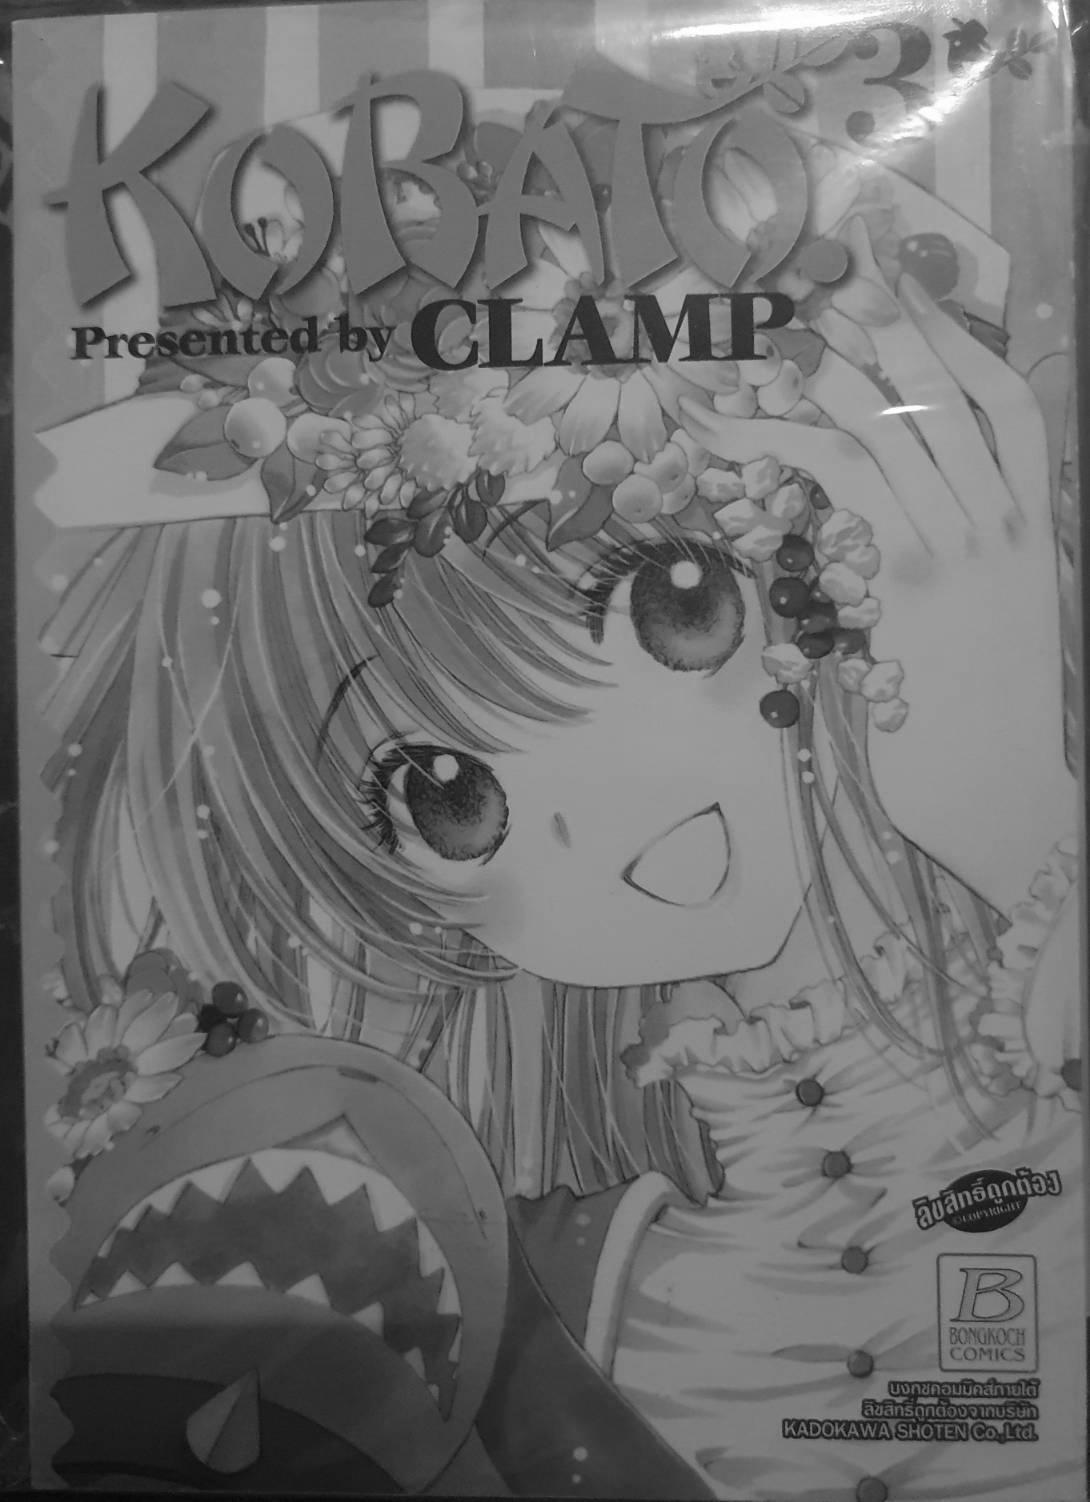 KOBATO.
3
Presented by CLAMP
ลิขสิทธิ์ถูกต้อง
©COPYRIGHT
B
BONGKOCH
COMICS
บงกชคอมมิคส์ภายใต้
ลิขสิทธิ์ถูกต้องจากบริษัท
KADOKAWA SHOTEN Co.,Ltd.